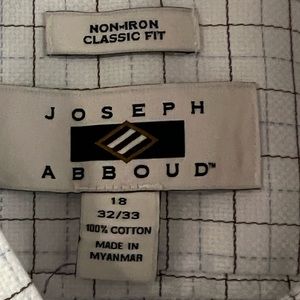 NON-IRON
CLASSIC FIT
JOSEPH
ABBOUD™
18
32/33
100% COTTON
MADE IN
MYANMAR